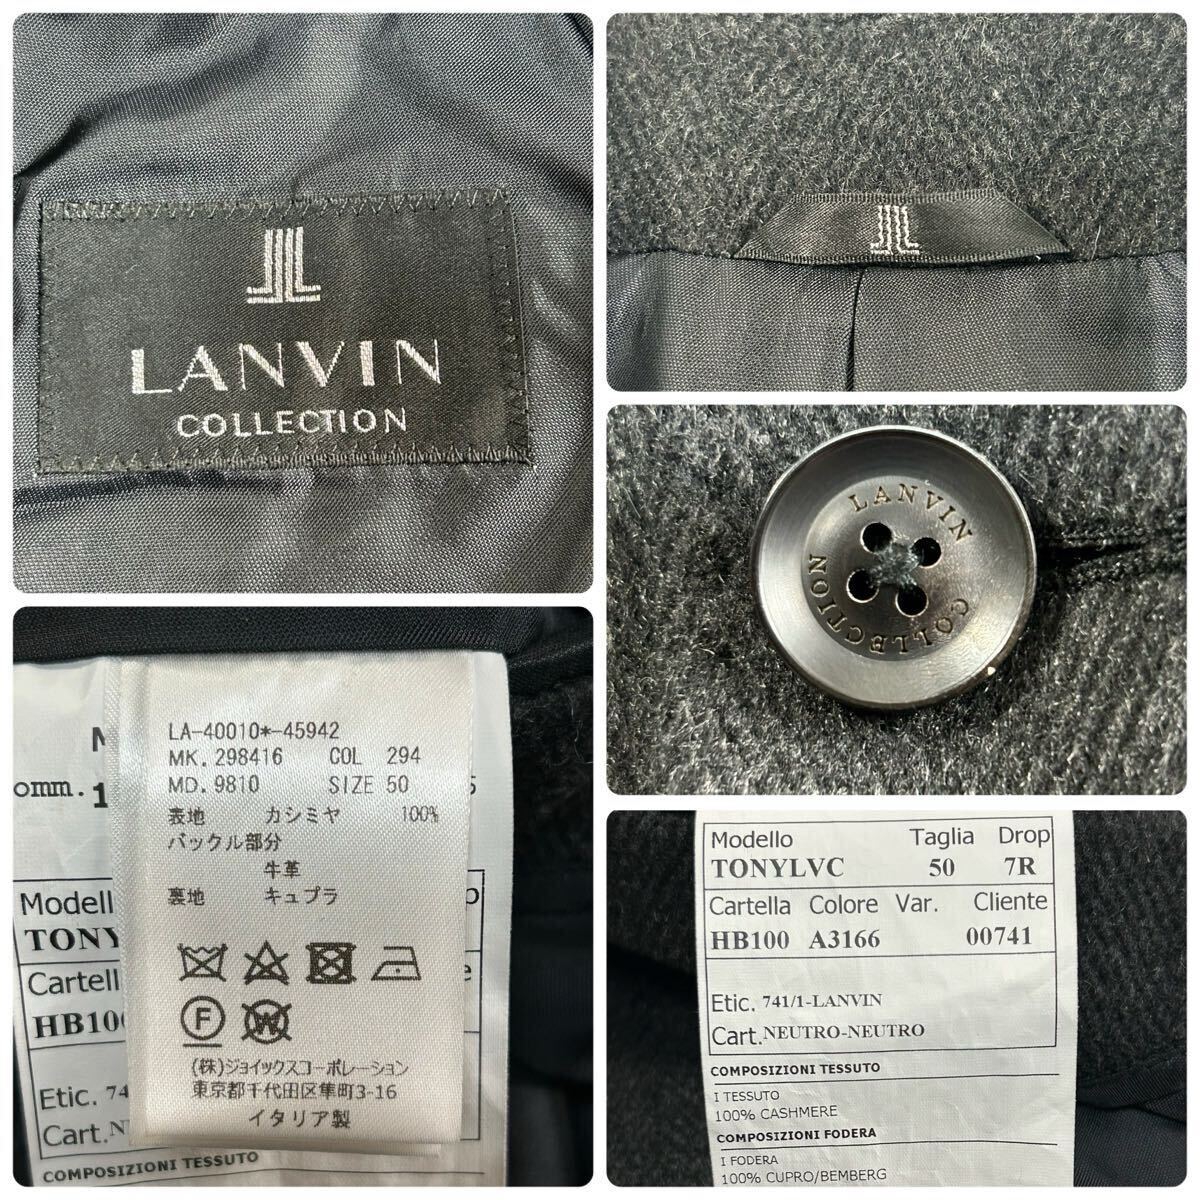 LANVIN
COLLECTION
LANVIN
COLLECTION
omm.
LA-40010*-45942
MK. 298416 COL 294
MD. 9810 SIZE 50
表地 カシミヤ 100%
バックル部分
牛革
裏地 キュプラ
F
W
(株)ジョイックスコーポレーション
東京都千代田区隼町3-16
イタリア製
Modell
TONY
Cartell
HB10
Etic. 74
Cart.
COMPOSIZIONI TESSUTO
Modello Taglia Drop
TONYLVC 50 7R
Cartella Colore Var. Cliente
HB100 A3166 00741
Etic. 741/1-LANVIN
Cart. NEUTRO-NEUTRO
COMPOSIZIONI TESSUTO
I TESSUTO
100% CASHMERE
COMPOSIZIONI FODERA
I FODERA
100% CUPRO/BEMBERG